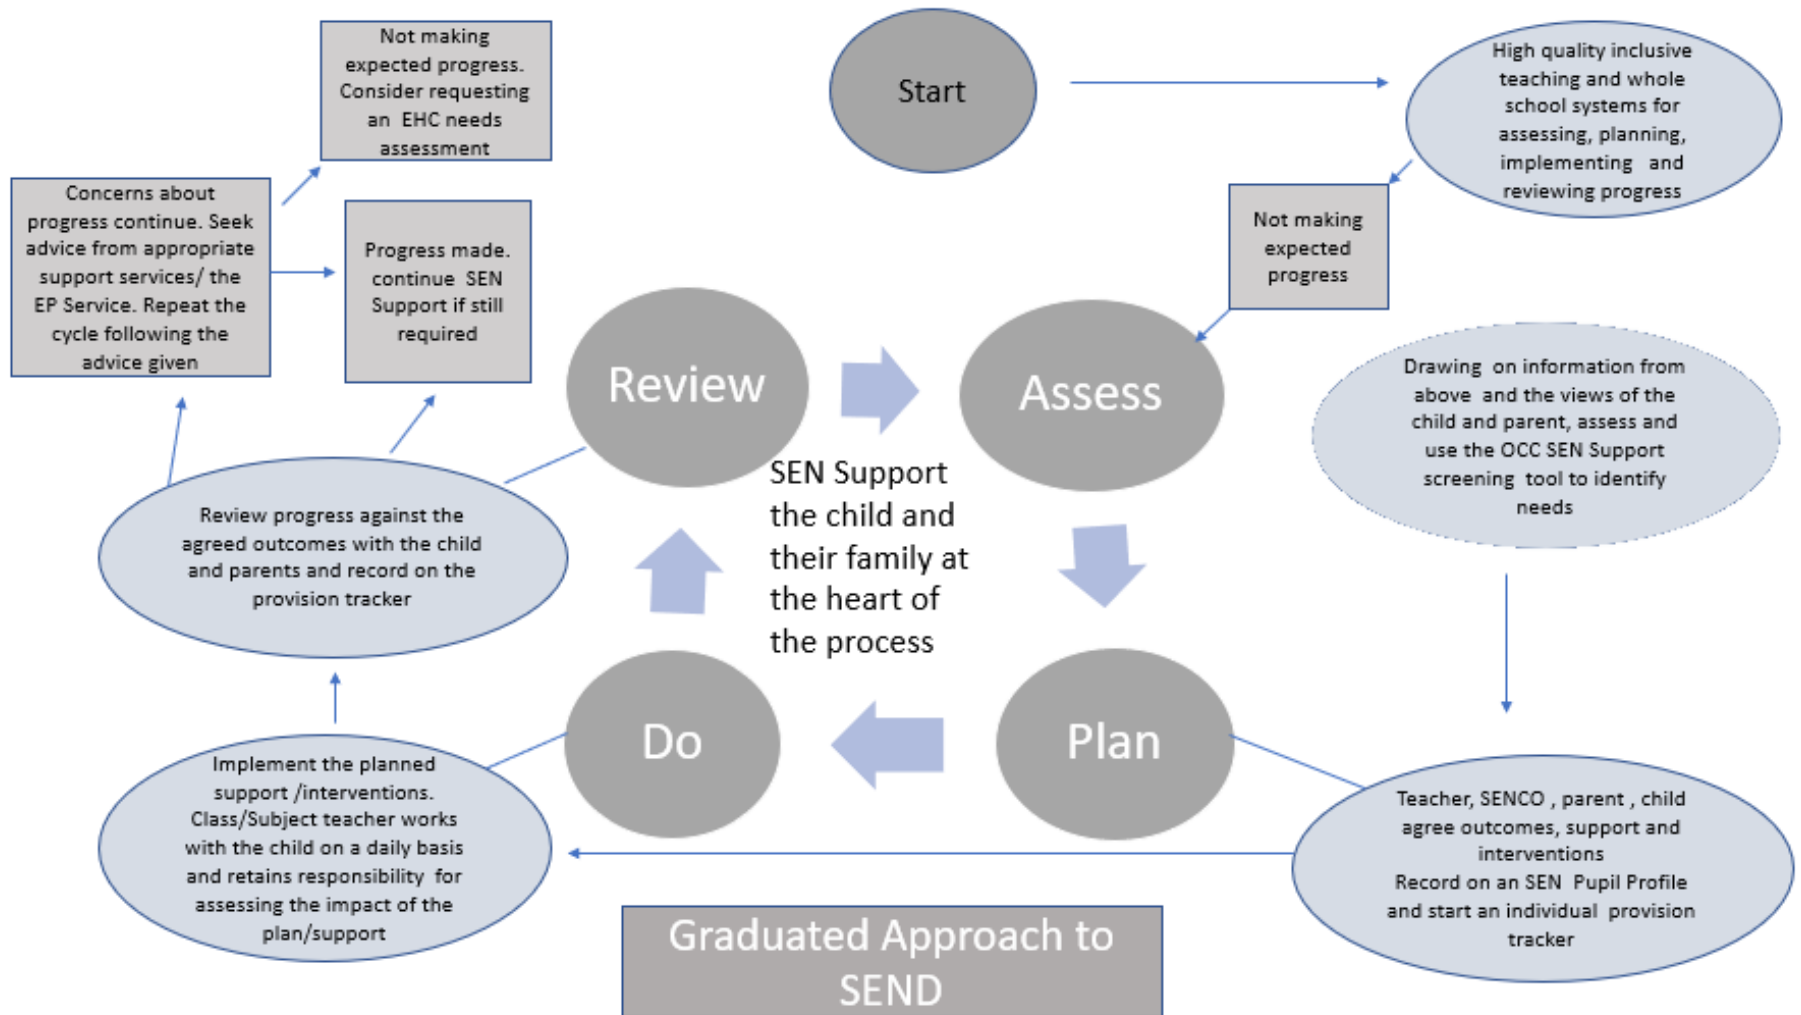 Start
High quality inclusive
teaching and whole
school systems for
assessing, planning,
implementing and
reviewing progress
Not making
expected
progress
Assess
Drawing on information from
above and the views of the
child and parent, assess and
use the OCC SEN Support
screening tool to identify
needs
Plan
Teacher, SENCO , parent , child
agree outcomes, support and
interventions
Record on an SEN Pupil Profile
and start an individual provision
tracker
Do
Implement the planned
support /interventions.
Class/Subject teacher works
with the child on a daily basis
and retains responsibility for
assessing the impact of the
plan/support
Review
Review progress against the
agreed outcomes with the child
and parents and record on the
provision tracker
Concerns about
progress continue. Seek
advice from appropriate
support services/ the
EP Service. Repeat the
cycle following the
advice given
Not making
expected progress.
Consider requesting
an EHC needs
assessment
Progress made.
continue SEN
Support if still
required
SEN Support
the child and
their family at
the heart of
the process
Graduated Approach to
SEND